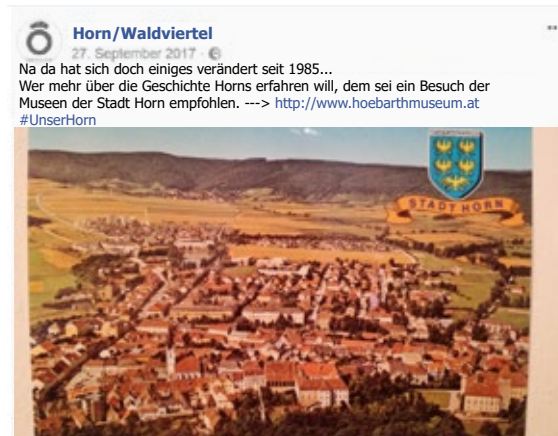 Horn/Waldviertel
27. September 2017 ·
Na da hat sich doch einiges verändert seit 1985...
Wer mehr über die Geschichte Horns erfahren will, dem sei ein Besuch der
Museen der Stadt Horn empfohlen. ---> http://www.hoebarthmuseum.at
#UnserHorn
STADT HORN